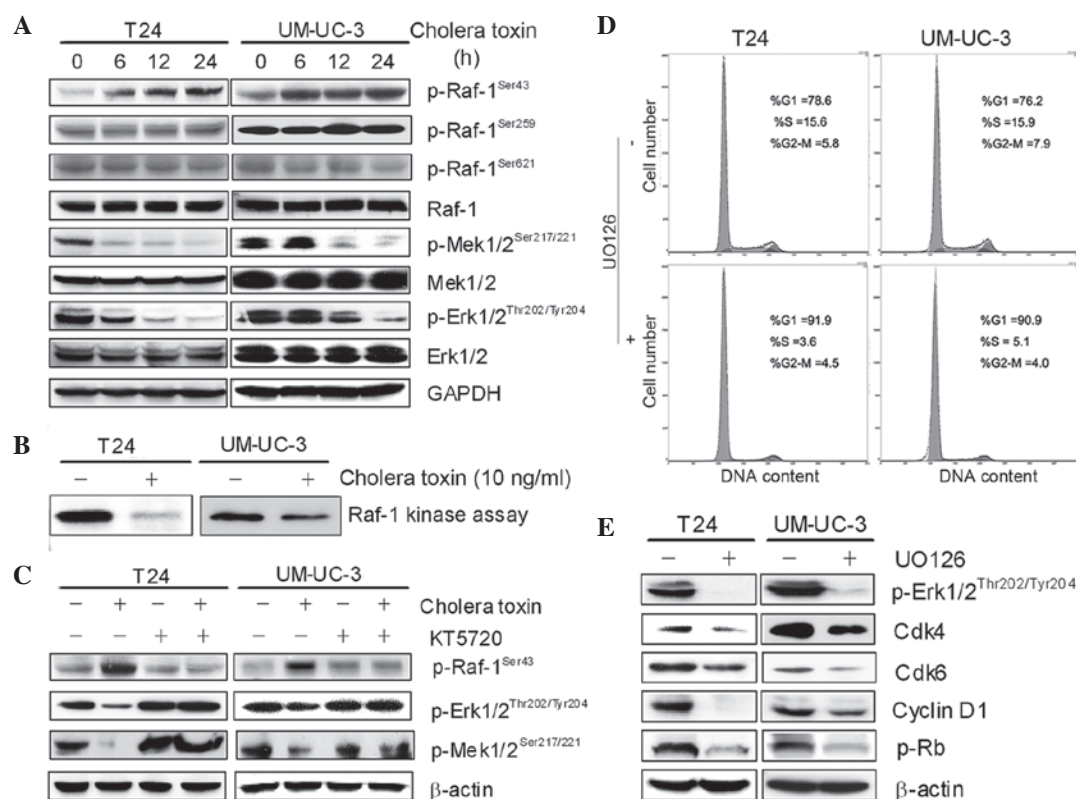 A
T24 UM-UC-3 Cholera toxin
0 6 12 24 0 6 12 24 (h)
p-Raf-1Ser43
p-Raf-1Ser259
p-Raf-1Ser621
Raf-1
p-Mek1/2Ser217/221
Mek1/2
p-Erk1/2Thr202/Tyr204
Erk1/2
GAPDH
B
T24 UM-UC-3
– + – + Cholera toxin (10 ng/ml)
Raf-1 kinase assay
C
T24 UM-UC-3
– + – + – + – + Cholera toxin
– – + + – – + + KT5720
p-Raf-1Ser43
p-Erk1/2Thr202/Tyr204
p-Mek1/2Ser217/221
β-actin
D
T24 UM-UC-3
UO126
-
Cell number
%G1 =78.6
%S =15.6
%G2-M =5.8
%G1 =76.2
%S =15.9
%G2-M =7.9
+
Cell number
%G1 =91.9
%S =3.6
%G2-M =4.5
%G1 =90.9
%S =5.1
%G2-M =4.0
DNA content DNA content
E
T24 UM-UC-3
– + – + UO126
p-Erk1/2Thr202/Tyr204
Cdk4
Cdk6
Cyclin D1
p-Rb
β-actin